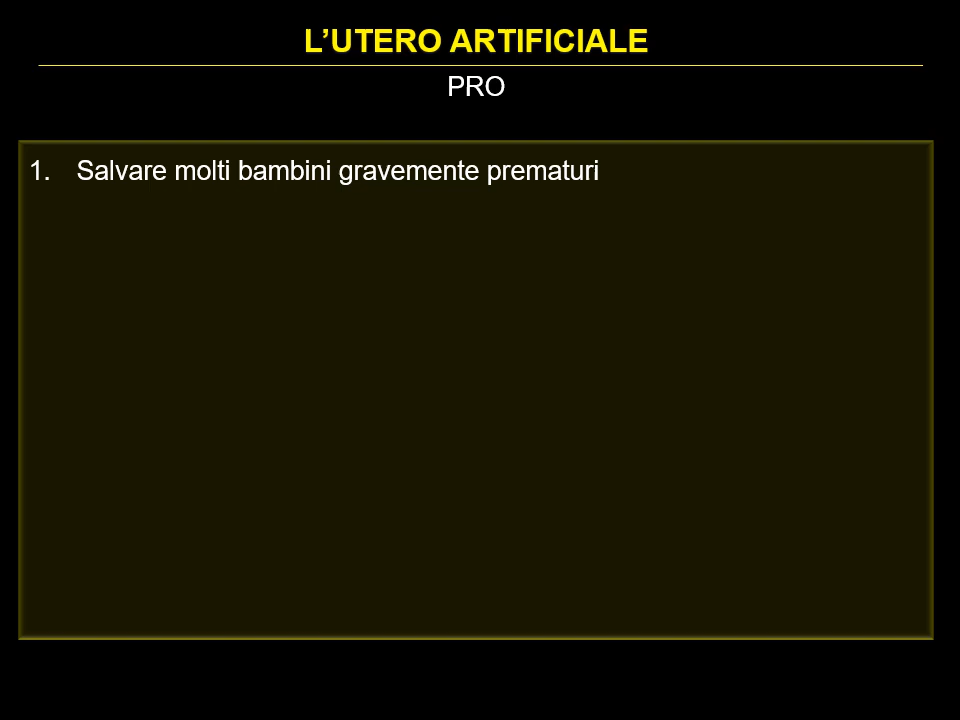 L’UTERO ARTIFICIALE
PRO
1. Salvare molti bambini gravemente prematuri